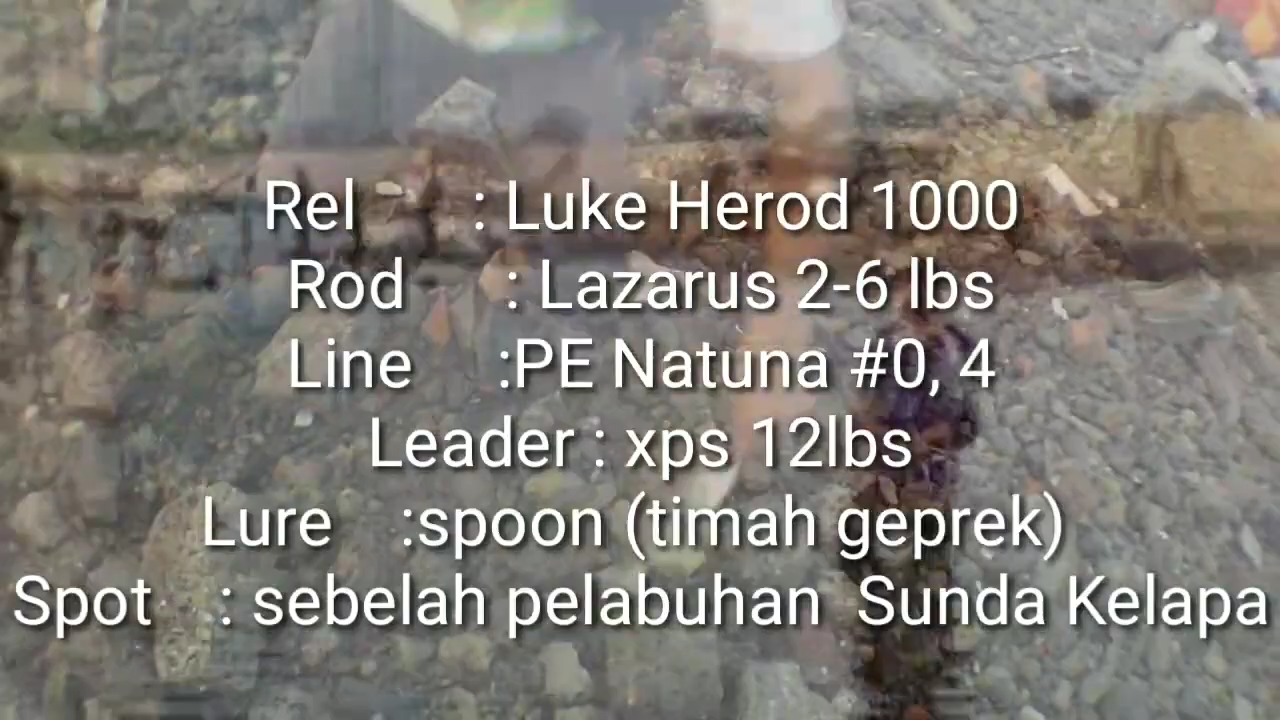 Rel : Luke Herod 1000
Rod : Lazarus 2-6 lbs
Line :PE Natuna #0, 4
Leader : xps 12lbs
Lure :spoon (timah geprek)
Spot : sebelah pelabuhan Sunda Kelapa